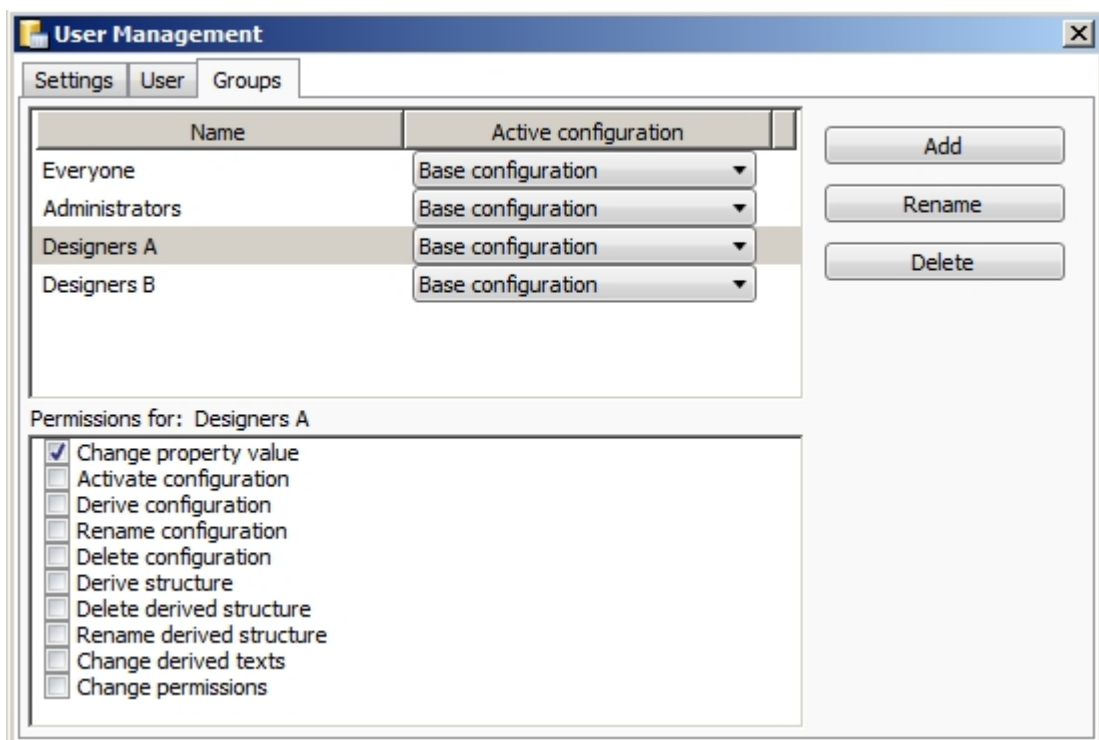 User Management
Settings User Groups
Name Active configuration
Add
Everyone Base configuration
Administrators Base configuration
Rename
Designers A Base configuration
Delete
Designers B Base configuration
Permissions for: Designers A
Change property value
Activate configuration
Derive configuration
Rename configuration
Delete configuration
Derive structure
Delete derived structure
Rename derived structure
Change derived texts
Change permissions